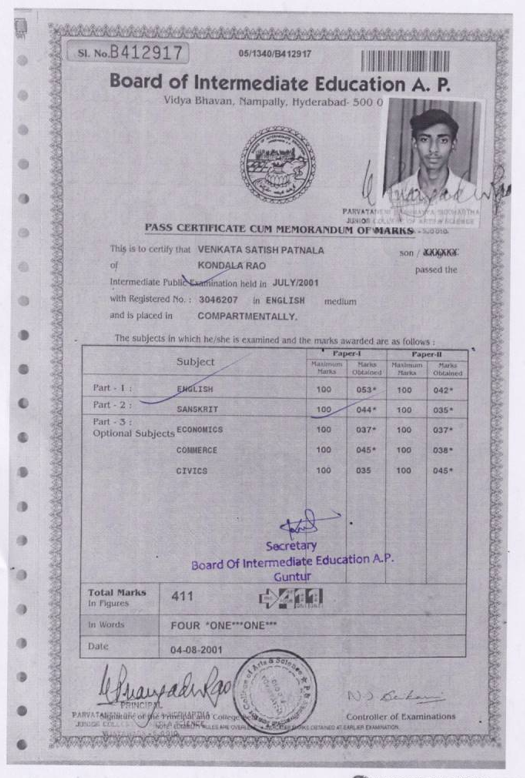 Sl. No.B412917
05/1340/B412917
Board of Intermediate Education A. P.
Vidya Bhavan, Nampally, Hyderabad- 500 0
PASS CERTIFICATE CUM MEMORANDUM OF MARKS
This is to certify that VENKATA SATISH PATNALA son / XXXXXX
of KONDALA RAO passed the
Intermediate Public Examination held in JULY/2001
with Registered No. : 3046207 in ENGLISH medium
and is placed in COMPARTMENTALLY.
The subjects in which he/she is examined and the marks awarded are as follows :
Subject Paper-I Paper-II
Maximum Marks Marks Obtained Maximum Marks Marks Obtained
Part - 1 : ENGLISH 100 053* 100 042*
Part - 2 : SANSKRIT 100 044* 100 035*
Part - 3 :
Optional Subjects ECONOMICS 100 037* 100 037*
COMMERCE 100 045* 100 038*
CIVICS 100 035 100 045*
Secretary
Board Of Intermediate Education A.P.
Guntur
Total Marks
In Figures 411
In Words FOUR *ONE***ONE***
Date 04-08-2001
PRINCIPAL
Signature of the Principal and College
Controller of Examinations